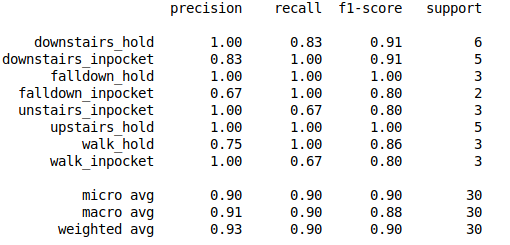 precision recall f1-score support
downstairs_hold 1.00 0.83 0.91 6
downstairs_inpocket 0.83 1.00 0.91 5
falldown_hold 1.00 1.00 1.00 3
falldown_inpocket 0.67 1.00 0.80 2
unstairs_inpocket 1.00 0.67 0.80 3
upstairs_hold 1.00 1.00 1.00 5
walk_hold 0.75 1.00 0.86 3
walk_inpocket 1.00 0.67 0.80 3
micro avg 0.90 0.90 0.90 30
macro avg 0.91 0.90 0.88 30
weighted avg 0.93 0.90 0.90 30